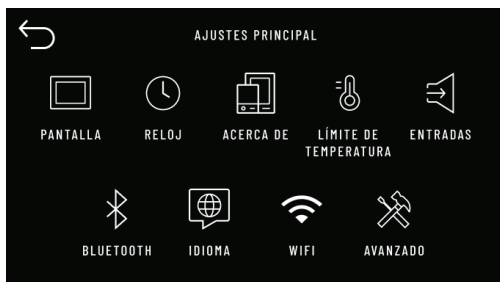 AJUSTES PRINCIPAL
PANTALLA
RELOJ
ACERCA DE
LÍMITE DE
TEMPERATURA
ENTRADAS
BLUETOOTH
IDIOMA
WIFI
AVANZADO